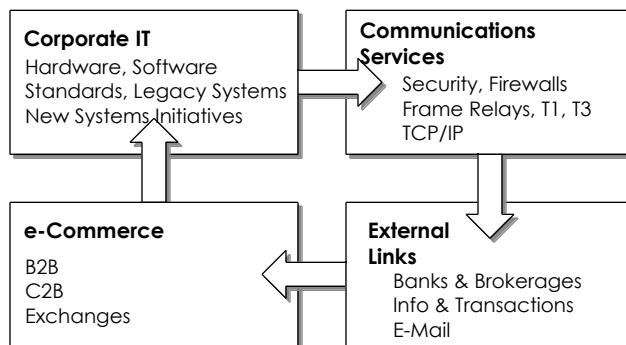 Corporate IT
Hardware, Software
Standards, Legacy Systems
New Systems Initiatives
Communications
Services
Security, Firewalls
Frame Relays, T1, T3
TCP/IP
e-Commerce
B2B
C2B
Exchanges
External
Links
Banks & Brokerages
Info & Transactions
E-Mail